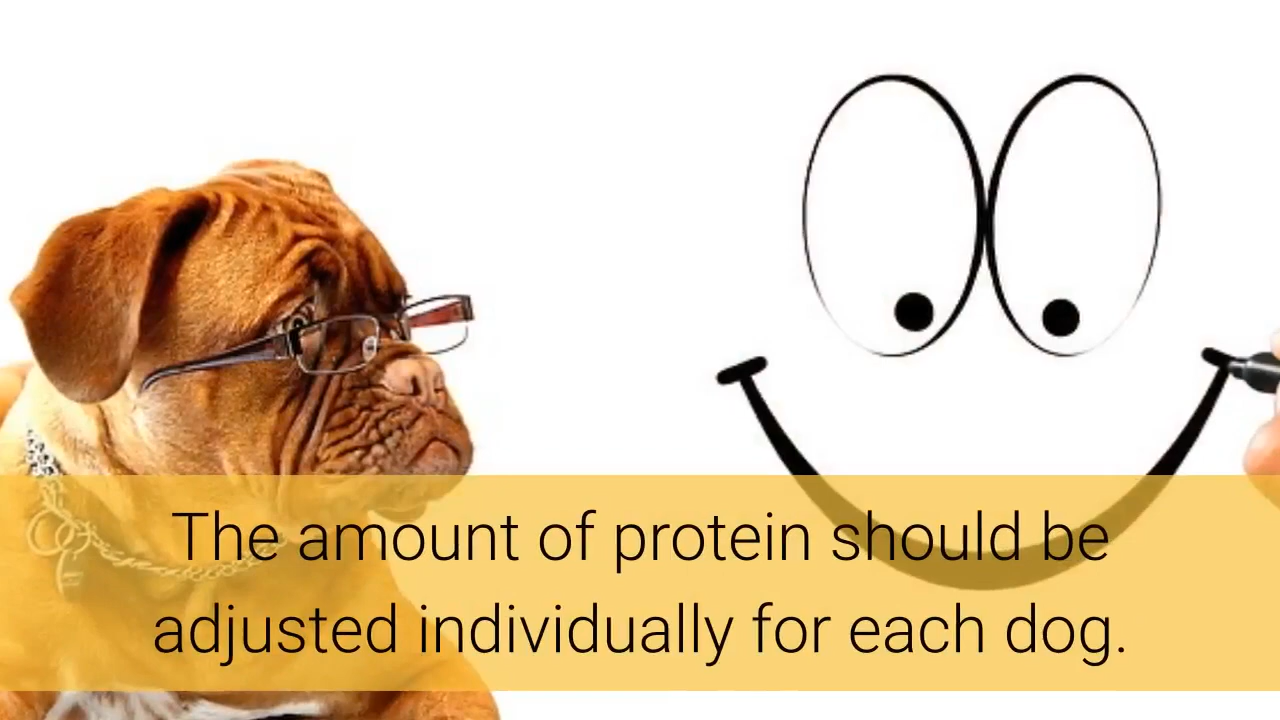 The amount of protein should be
adjusted individually for each dog.